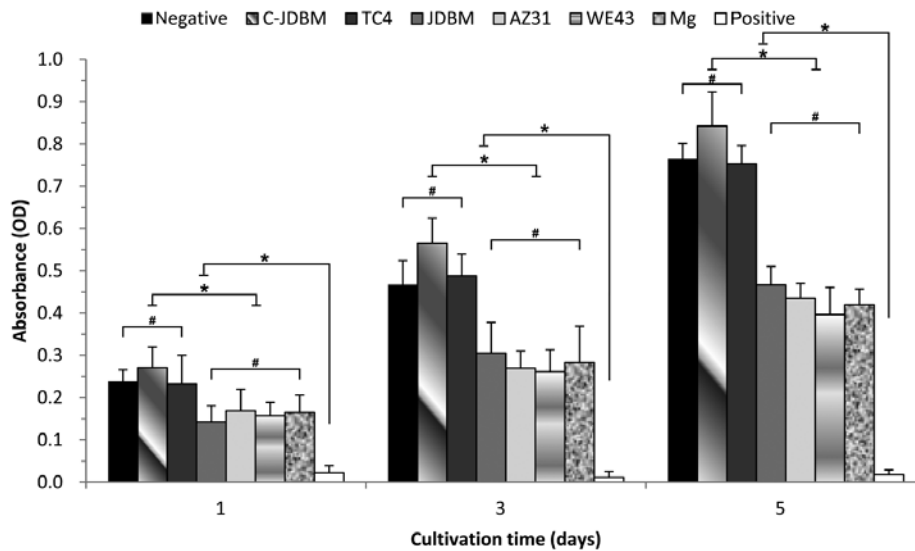 Negative C-JDBM TC4 JDBM AZ31 WE43 Mg Positive
Absorbance (OD)
1.0
0.9
0.8
0.7
0.6
0.5
0.4
0.3
0.2
0.1
0.0
# * # *
# * # *
# * # *
1 3 5
Cultivation time (days)